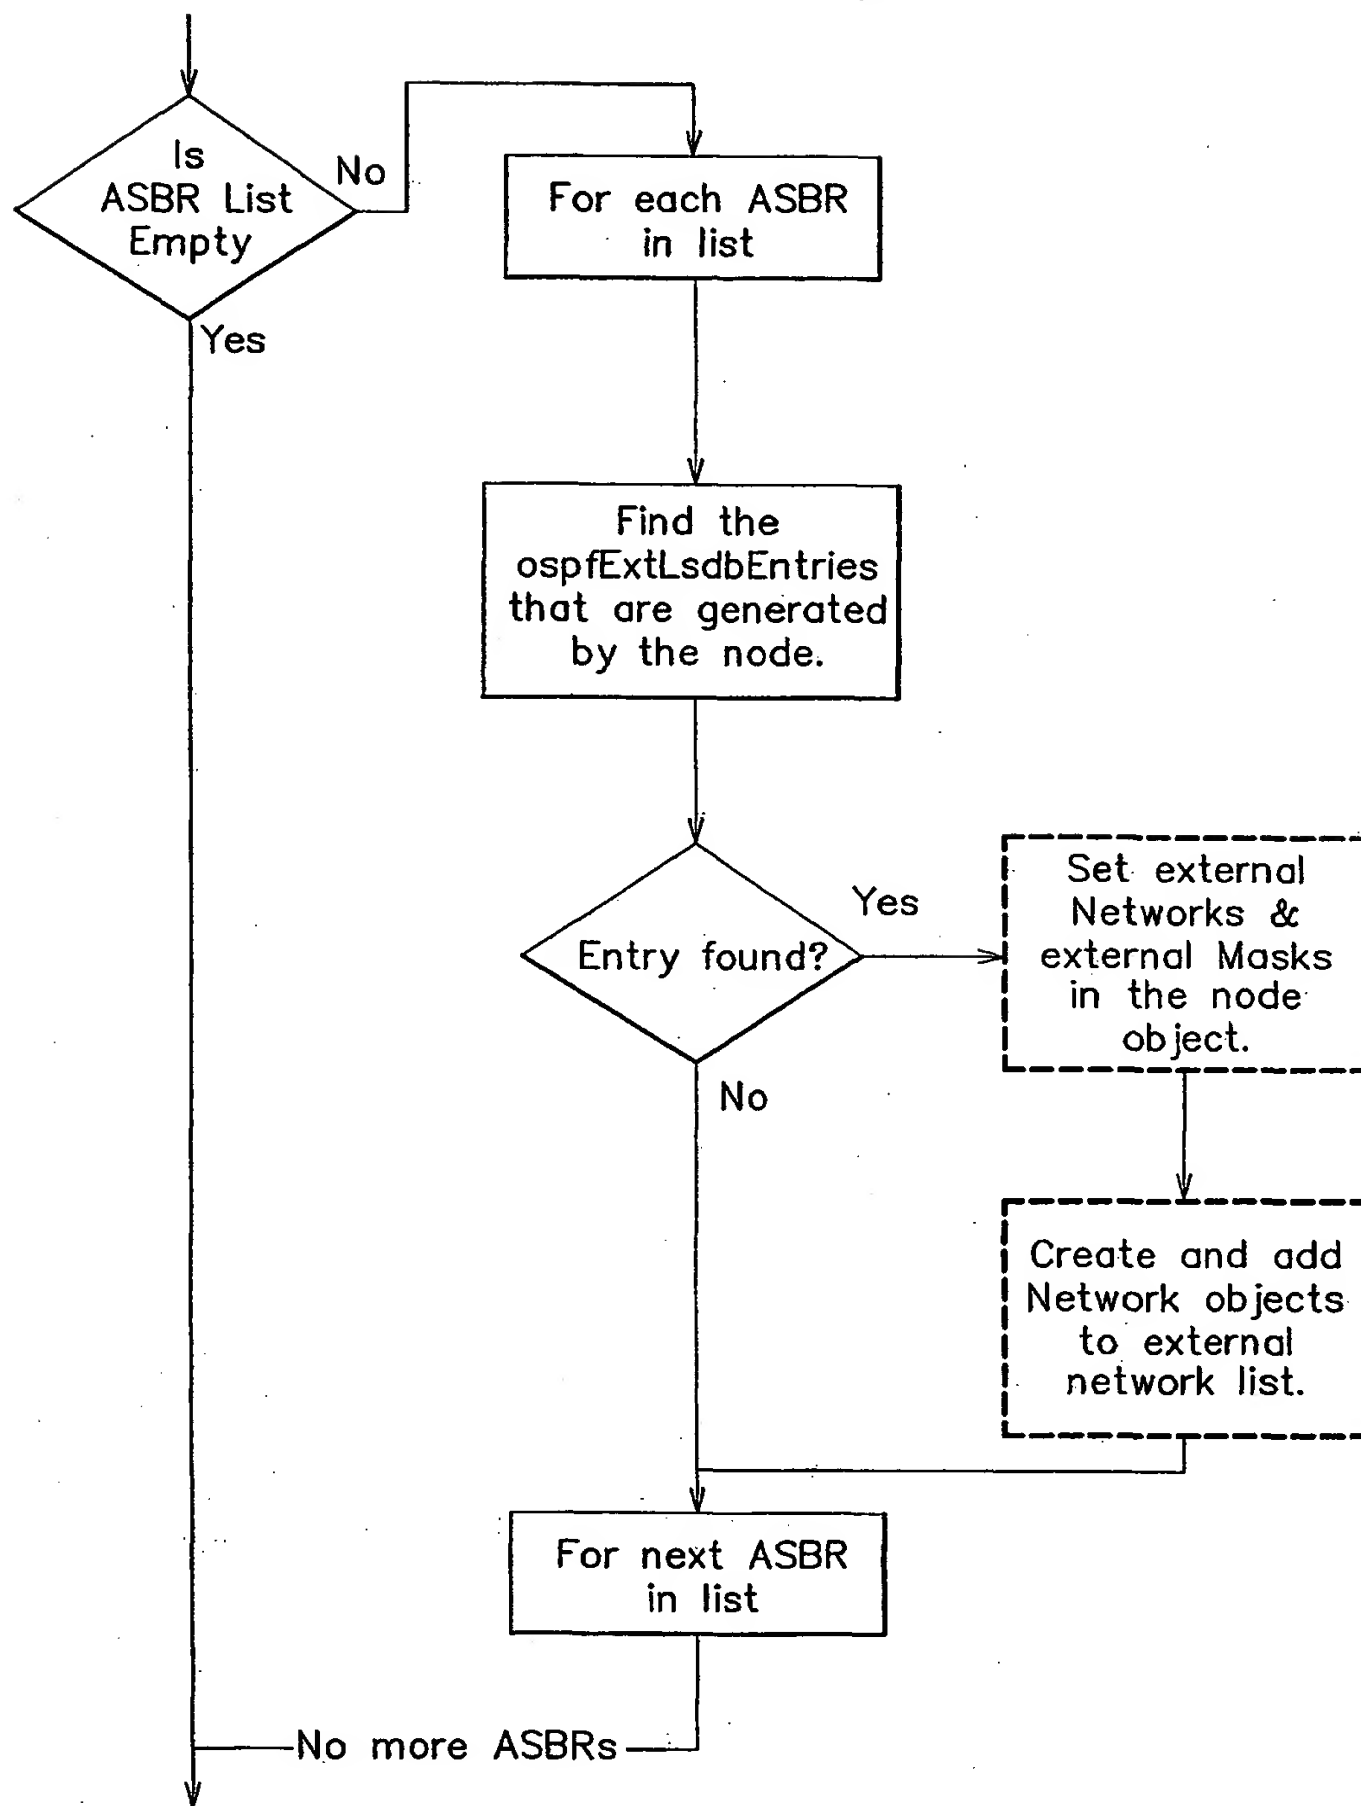 Is
ASBR List
Empty
No
Yes
For each ASBR
in list
Find the
ospfExtLsdbEntries
that are generated
by the node.
Entry found?
Yes
No
Set external
Networks &
external Masks
in the node
object.
Create and add
Network objects
to external
network list.
For next ASBR
in list
No more ASBRs